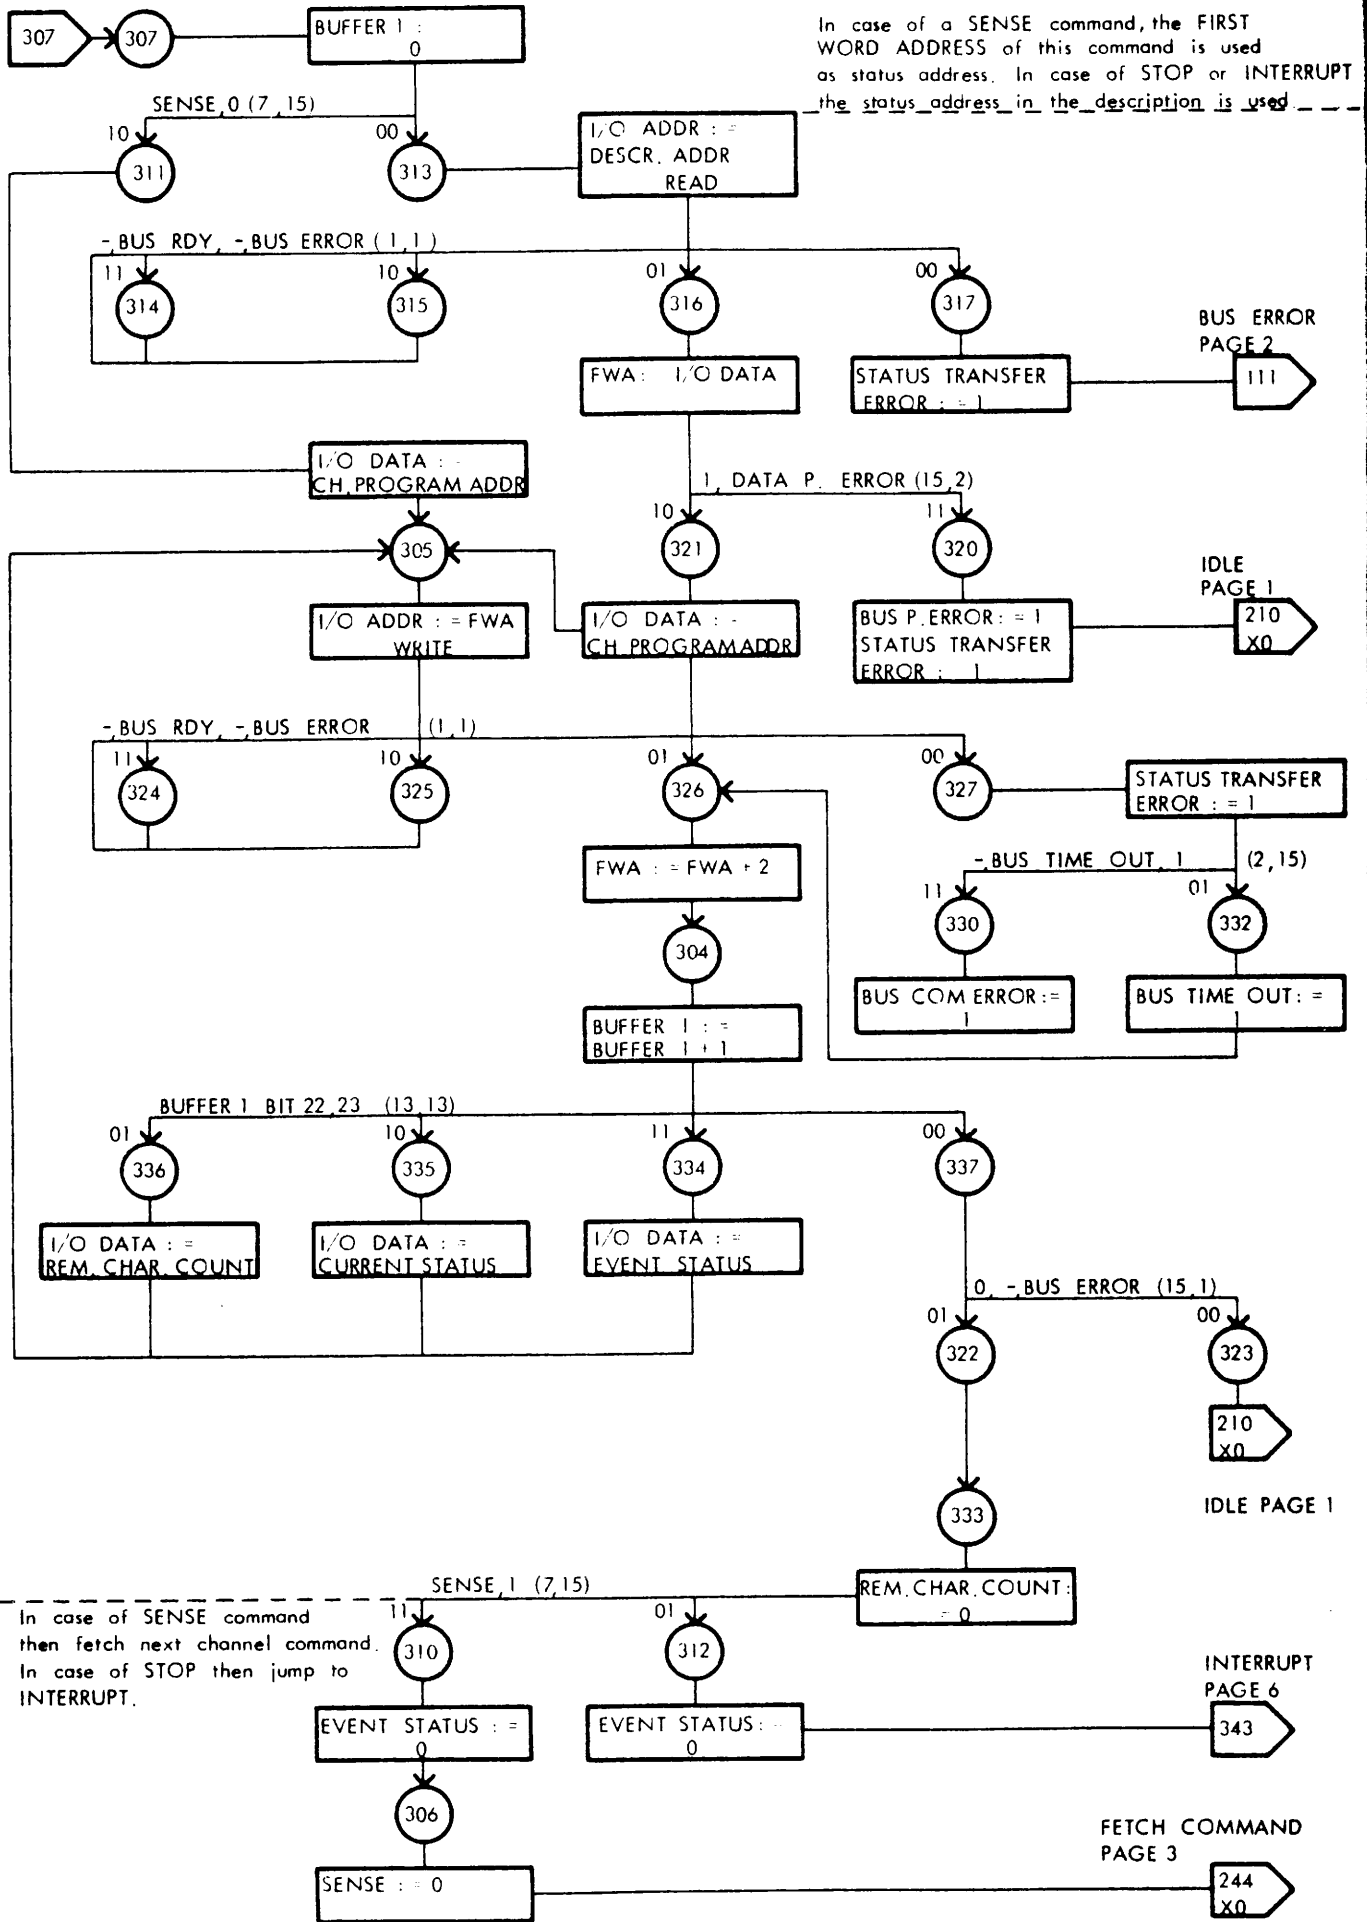 307
307
BUFFER 1 :
0
In case of a SENSE command, the FIRST
WORD ADDRESS of this command is used
as status address. In case of STOP or INTERRUPT
the status address in the description is used
SENSE, 0 (7, 15)
10
00
311
313
I/O ADDR : =
DESCR. ADDR
READ
-,BUS RDY, -,BUS ERROR (1,1)
11
10
01
00
314
315
316
317
BUS ERROR
PAGE 2
111
FWA: I/O DATA
STATUS TRANSFER
ERROR : = 1
I/O DATA : -
CH. PROGRAM ADDR
1, DATA P. ERROR (15,2)
10
11
305
321
320
IDLE
PAGE 1
210
X0
I/O ADDR : = FWA
WRITE
I/O DATA : -
CH. PROGRAM ADDR
BUS P. ERROR: = 1
STATUS TRANSFER
ERROR : 1
-,BUS RDY, -,BUS ERROR (1,1)
11
10
01
00
324
325
326
327
STATUS TRANSFER
ERROR : = 1
FWA : = FWA + 2
-,BUS TIME OUT, 1 (2,15)
11
01
330
332
304
BUS COM ERROR :=
1
BUS TIME OUT: =
BUFFER 1 : =
BUFFER 1 + 1
BUFFER 1 BIT 22,23 (13,13)
01
10
11
00
336
335
334
337
I/O DATA : =
REM. CHAR. COUNT
I/O DATA : =
CURRENT STATUS
I/O DATA : =
EVENT STATUS
0, -,BUS ERROR (15,1)
01
00
322
323
210
X0
IDLE PAGE 1
333
REM. CHAR. COUNT :
= 0
SENSE, 1 (7,15)
11
01
In case of SENSE command
then fetch next channel command.
In case of STOP then jump to
INTERRUPT.
310
312
INTERRUPT
PAGE 6
343
EVENT STATUS : =
0
EVENT STATUS : -
0
306
FETCH COMMAND
PAGE 3
244
X0
SENSE : = 0